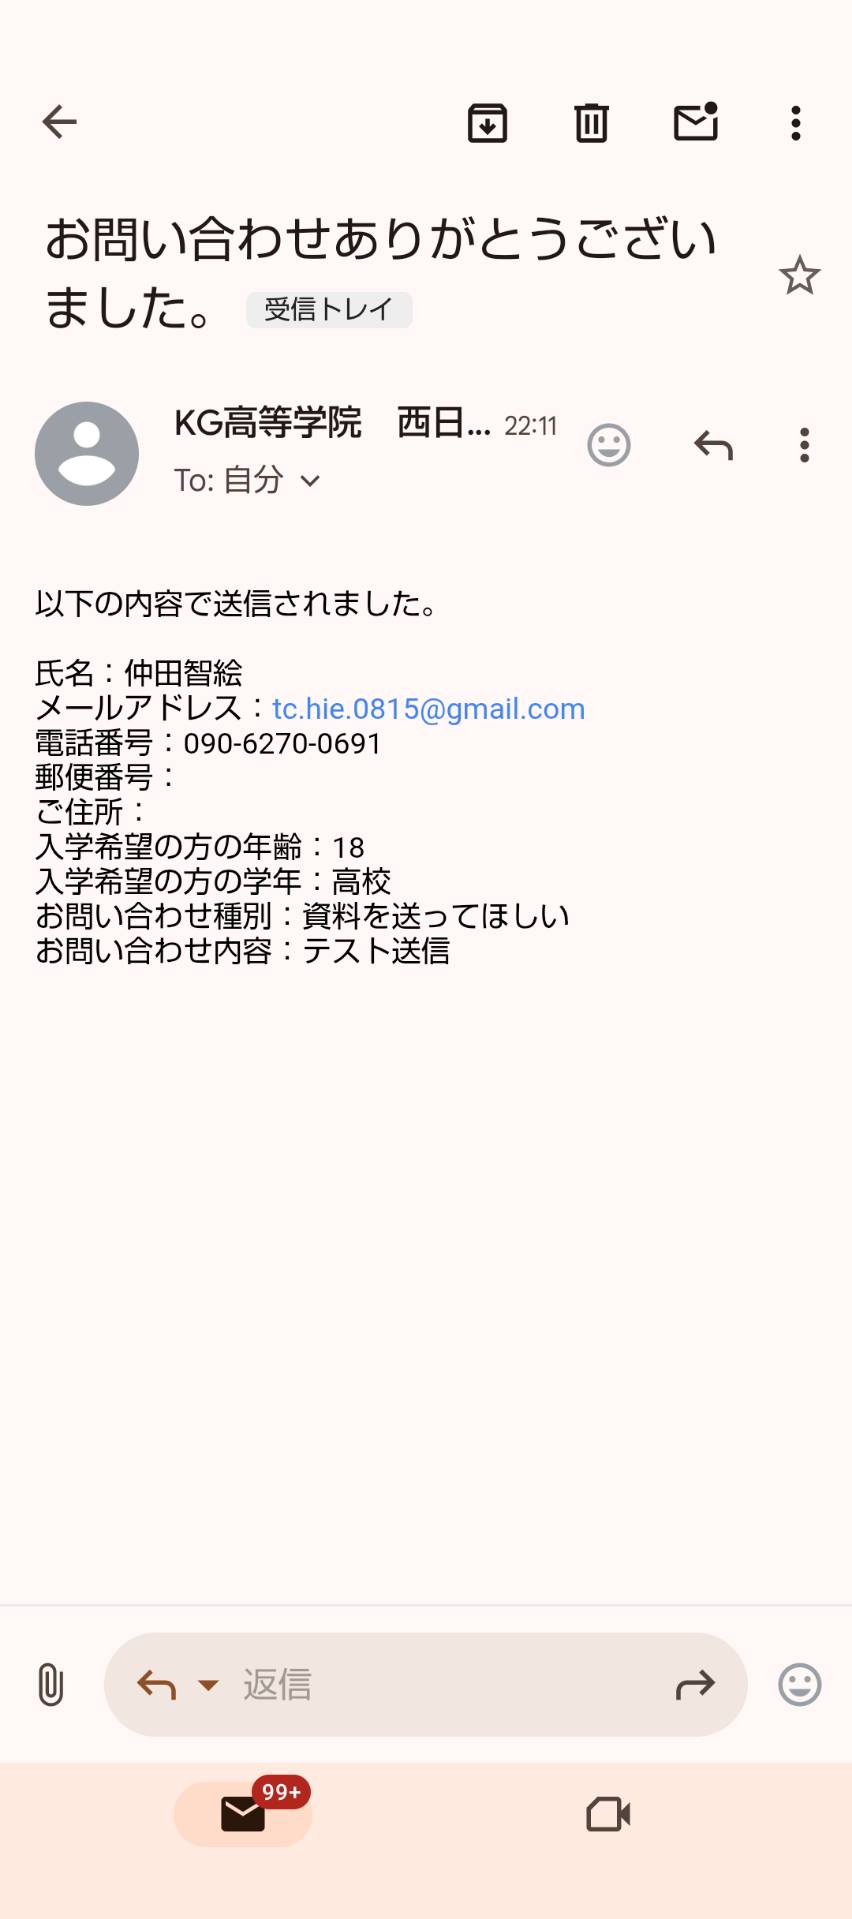 お問い合わせありがとうござい
ました。 受信トレイ
KG高等学院　西日... 22:11
To: 自分
以下の内容で送信されました。
氏名：仲田智絵
メールアドレス：tc.hie.0815@gmail.com
電話番号：090-6270-0691
郵便番号：
ご住所：
入学希望の方の年齢：18
入学希望の方の学年：高校
お問い合わせ種別：資料を送ってほしい
お問い合わせ内容：テスト送信
返信
99+